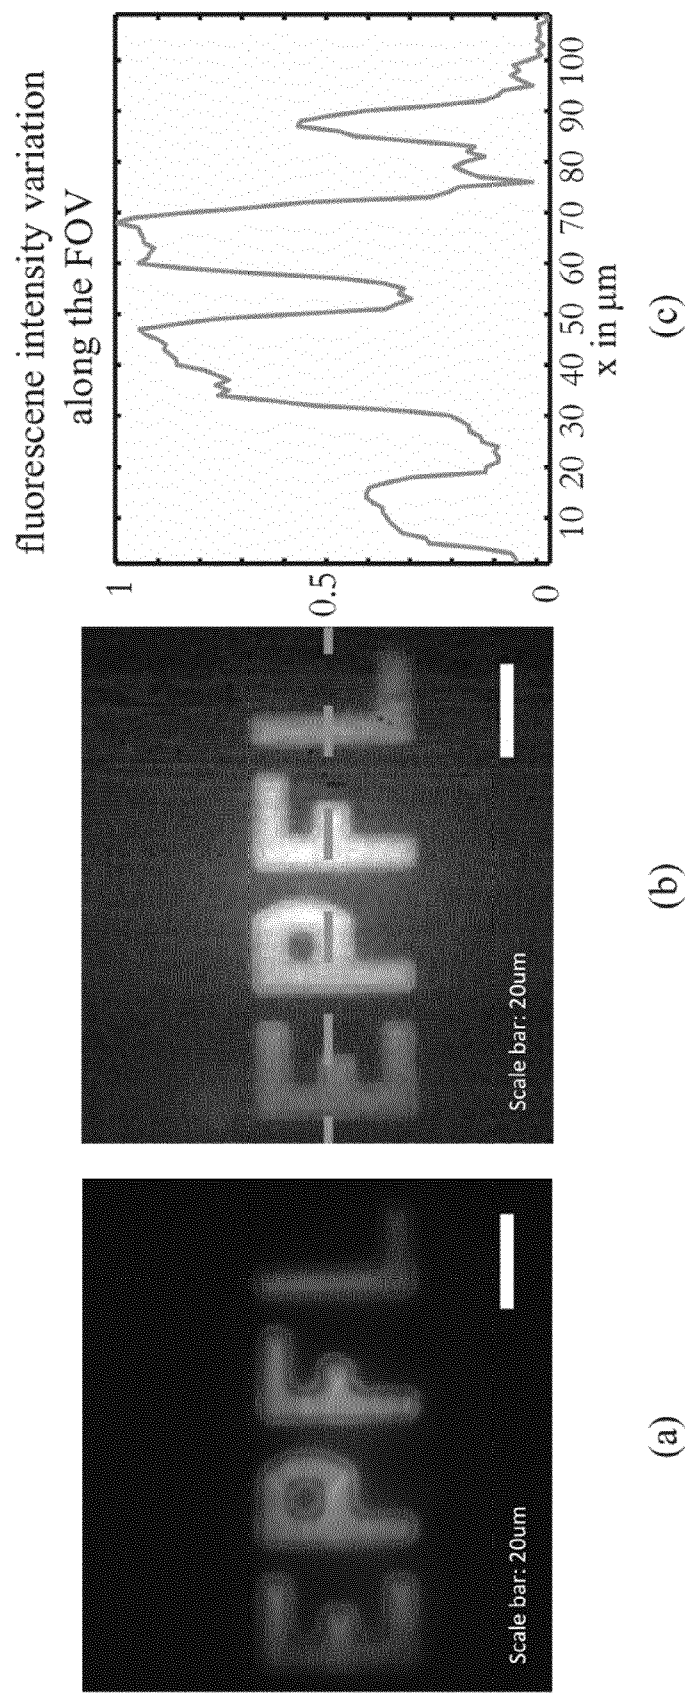 EPFL
Scale bar: 20um
(a)
EPFL
Scale bar: 20um
(b)
fluorescene intensity variation
along the FOV
1
0.5
0
10 20 30 40 50 60 70 80 90 100
x in µm
(c)